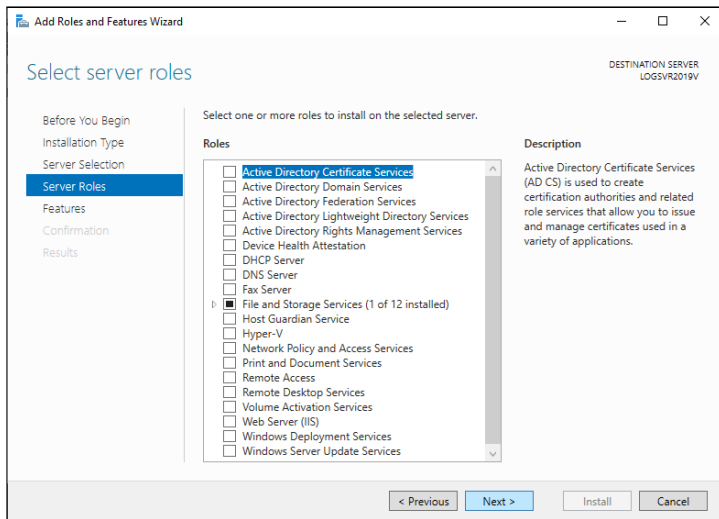 Add Roles and Features Wizard
Select server roles
DESTINATION SERVER
LOGSVR2019V
Before You Begin
Installation Type
Server Selection
Server Roles
Features
Confirmation
Results
Select one or more roles to install on the selected server.
Roles
Active Directory Certificate Services
Active Directory Domain Services
Active Directory Federation Services
Active Directory Lightweight Directory Services
Active Directory Rights Management Services
Device Health Attestation
DHCP Server
DNS Server
Fax Server
File and Storage Services (1 of 12 installed)
Host Guardian Service
Hyper-V
Network Policy and Access Services
Print and Document Services
Remote Access
Remote Desktop Services
Volume Activation Services
Web Server (IIS)
Windows Deployment Services
Windows Server Update Services
Description
Active Directory Certificate Services
(AD CS) is used to create
certification authorities and related
role services that allow you to issue
and manage certificates used in a
variety of applications.
< Previous
Next >
Install
Cancel